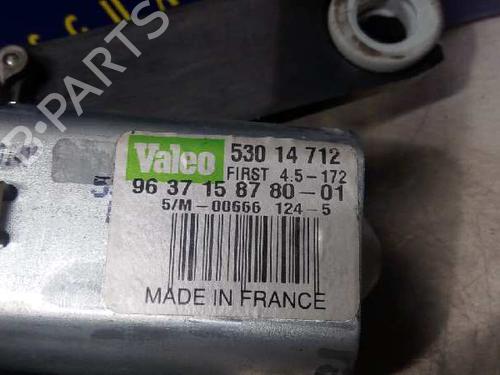 Valeo 530 14 712
FIRST 4.5-172
96 37 15 87 80-01
5/M-00666 124-5
MADE IN FRANCE
B-PARTS